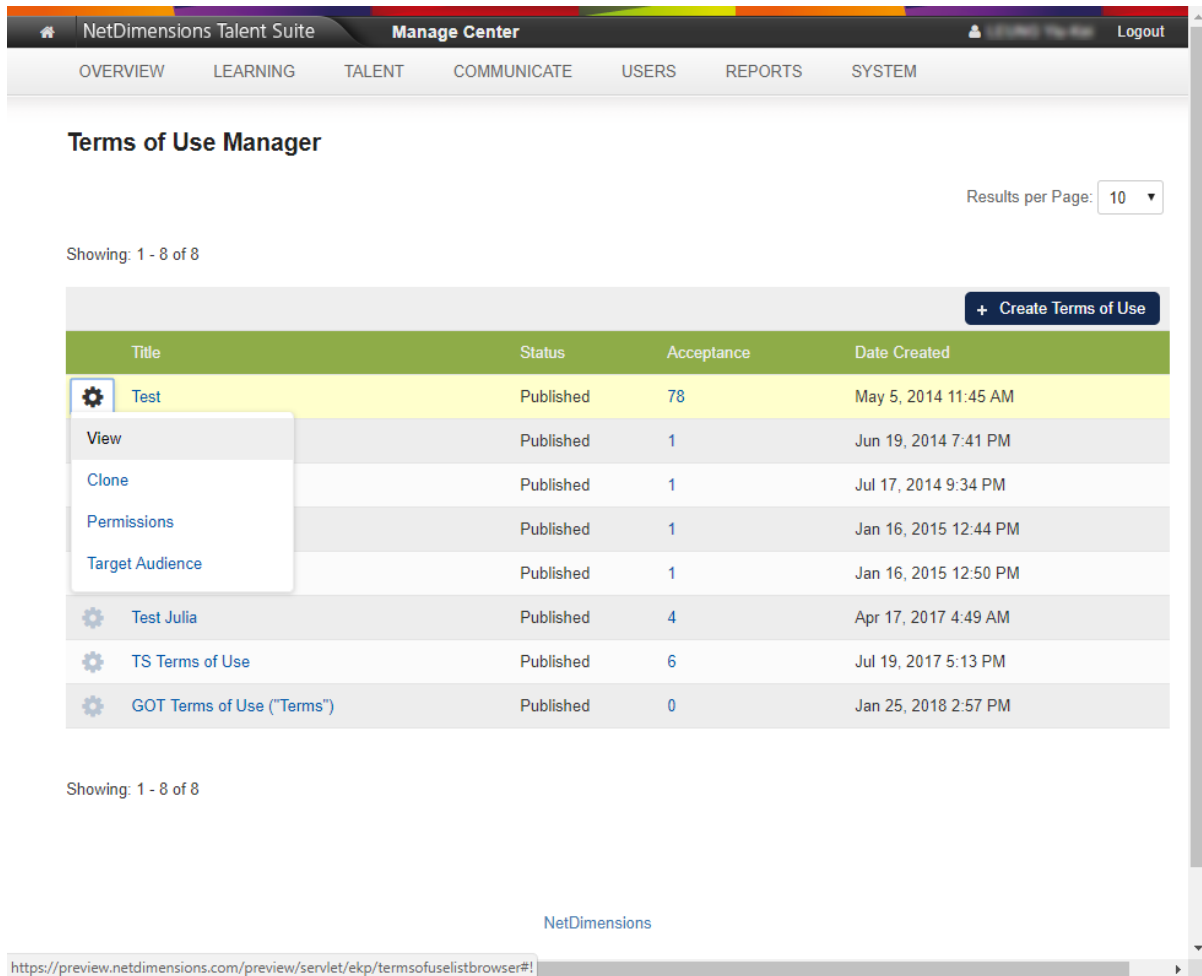 NetDimensions Talent Suite Manage Center Logout
OVERVIEW LEARNING TALENT COMMUNICATE USERS REPORTS SYSTEM
Terms of Use Manager
Results per Page: 10
Showing: 1 - 8 of 8
+ Create Terms of Use
Title Status Acceptance Date Created
Test Published 78 May 5, 2014 11:45 AM
View Published 1 Jun 19, 2014 7:41 PM
Clone Published 1 Jul 17, 2014 9:34 PM
Permissions Published 1 Jan 16, 2015 12:44 PM
Target Audience Published 1 Jan 16, 2015 12:50 PM
Test Julia Published 4 Apr 17, 2017 4:49 AM
TS Terms of Use Published 6 Jul 19, 2017 5:13 PM
GOT Terms of Use ("Terms") Published 0 Jan 25, 2018 2:57 PM
Showing: 1 - 8 of 8
NetDimensions
https://preview.netdimensions.com/preview/servlet/ekp/termsofuselistbrowser#!